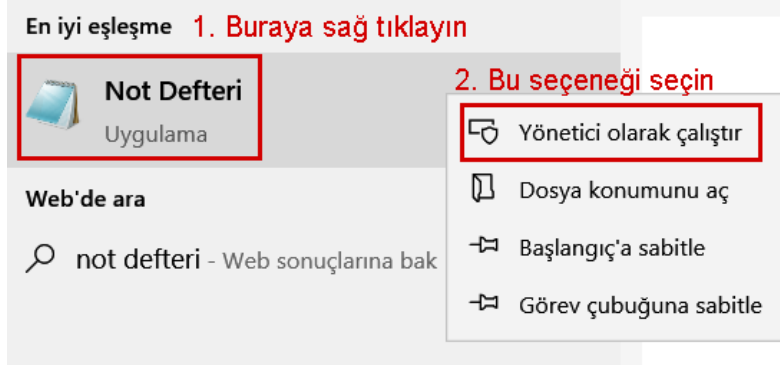 En iyi eşleşme 1. Buraya sağ tıklayın
Not Defteri
Uygulama
2. Bu seçeneği seçin
Yönetici olarak çalıştır
Dosya konumunu aç
Başlangıç'a sabitle
Görev çubuğuna sabitle
Web'de ara
not defteri - Web sonuçlarına bak